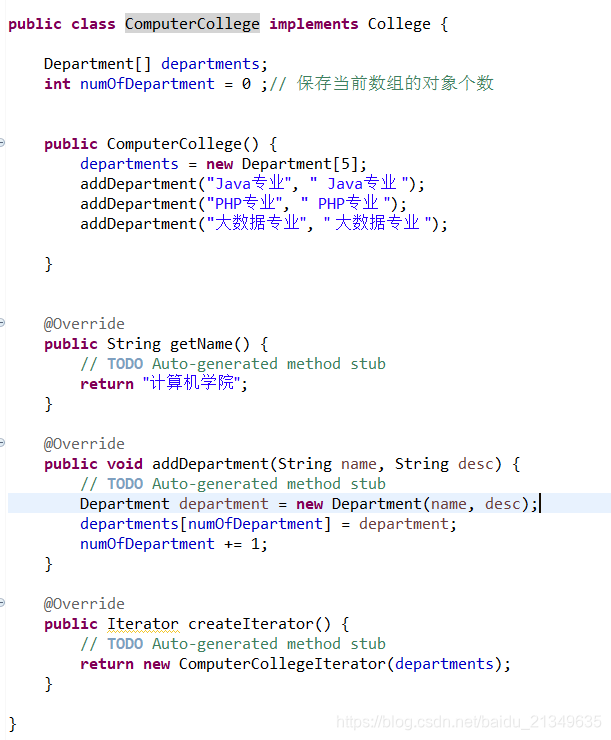 public class ComputerCollege implements College {
Department[] departments;
int numOfDepartment = 0 ;// 保存当前数组的对象个数
public ComputerCollege() {
departments = new Department[5];
addDepartment("Java专业", " Java专业 ");
addDepartment("PHP专业", " PHP专业 ");
addDepartment("大数据专业", " 大数据专业 ");
}
@Override
public String getName() {
// TODO Auto-generated method stub
return "计算机学院";
}
@Override
public void addDepartment(String name, String desc) {
// TODO Auto-generated method stub
Department department = new Department(name, desc);
departments[numOfDepartment] = department;
numOfDepartment += 1;
}
@Override
public Iterator createIterator() {
// TODO Auto-generated method stub
return new ComputerCollegeIterator(departments);
}
}
https://blog.csdn.net/baidu_21349635